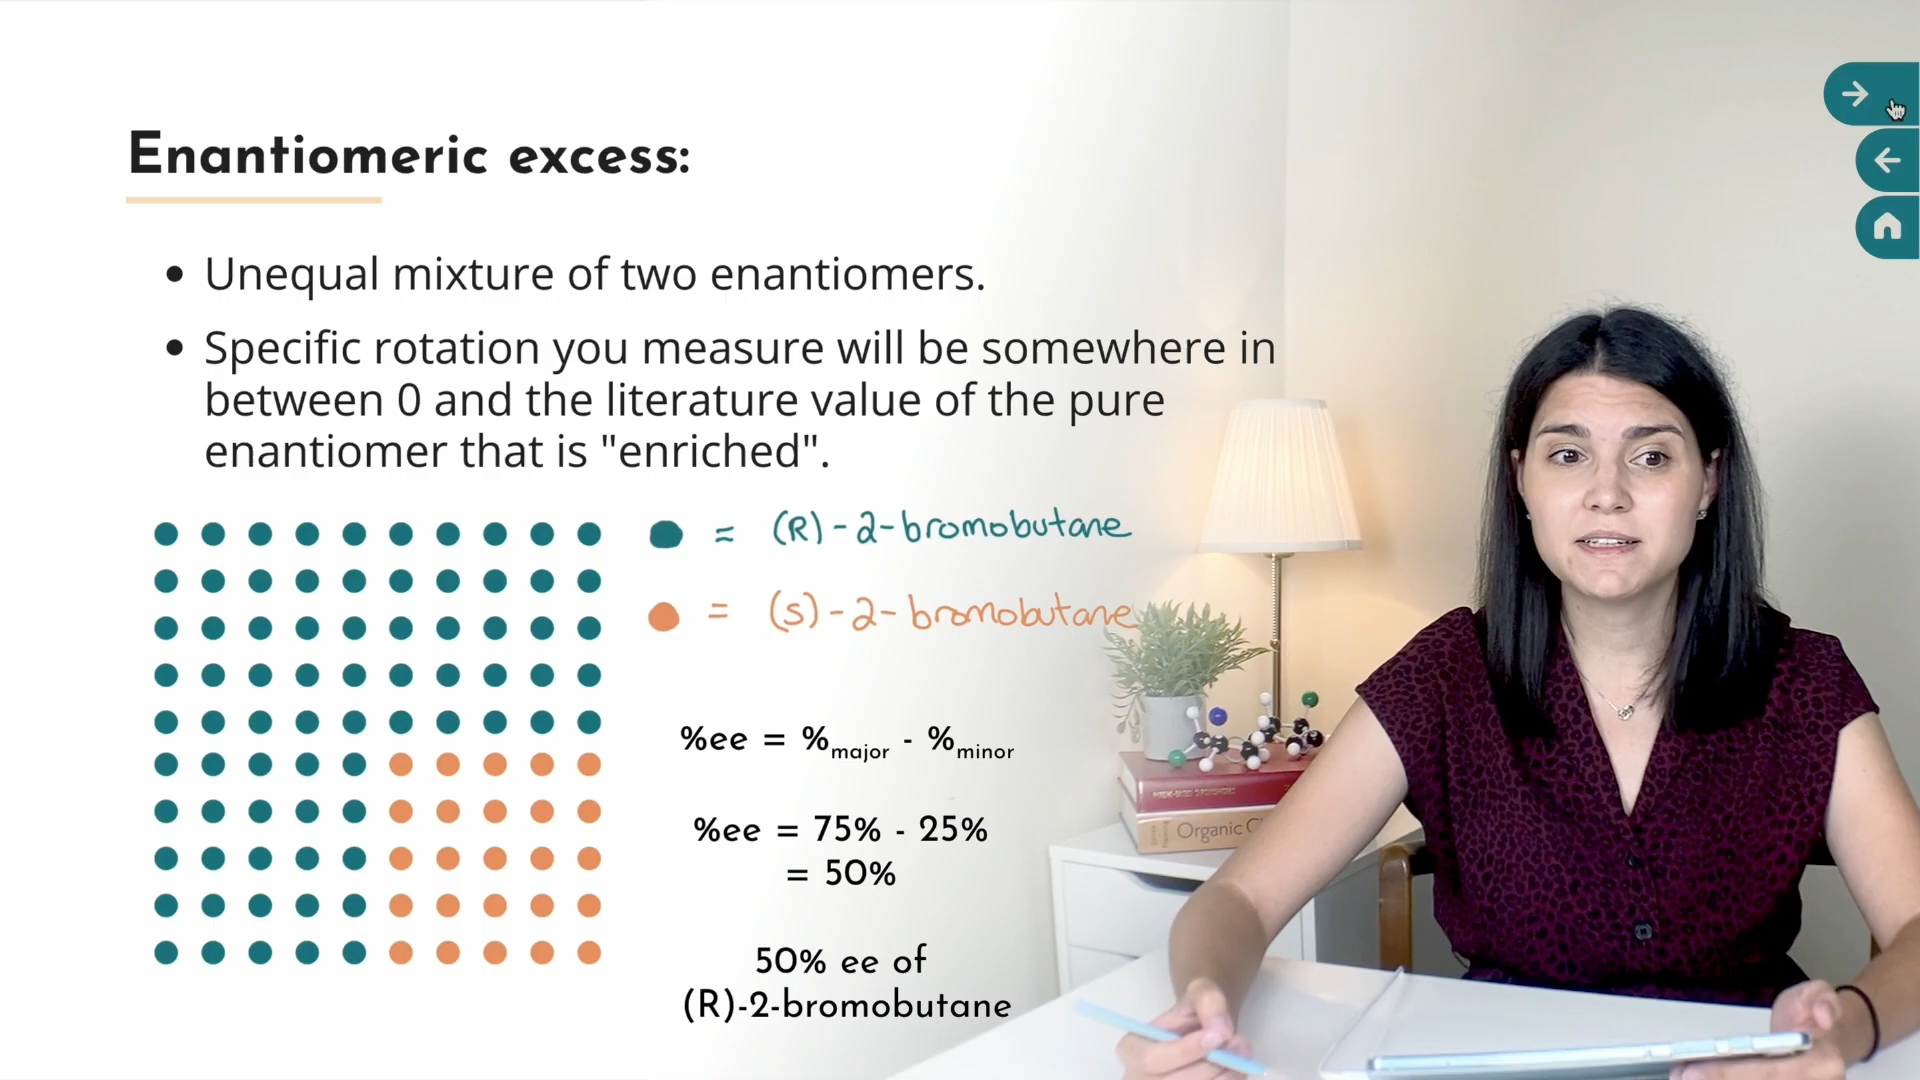 Enantiomeric excess:
• Unequal mixture of two enantiomers.
• Specific rotation you measure will be somewhere in
between 0 and the literature value of the pure
enantiomer that is "enriched".
= (R)-2-bromobutane
= (S)-2-bromobutane
%ee = %major - %minor
%ee = 75% - 25%
= 50%
50% ee of
(R)-2-bromobutane
Organic